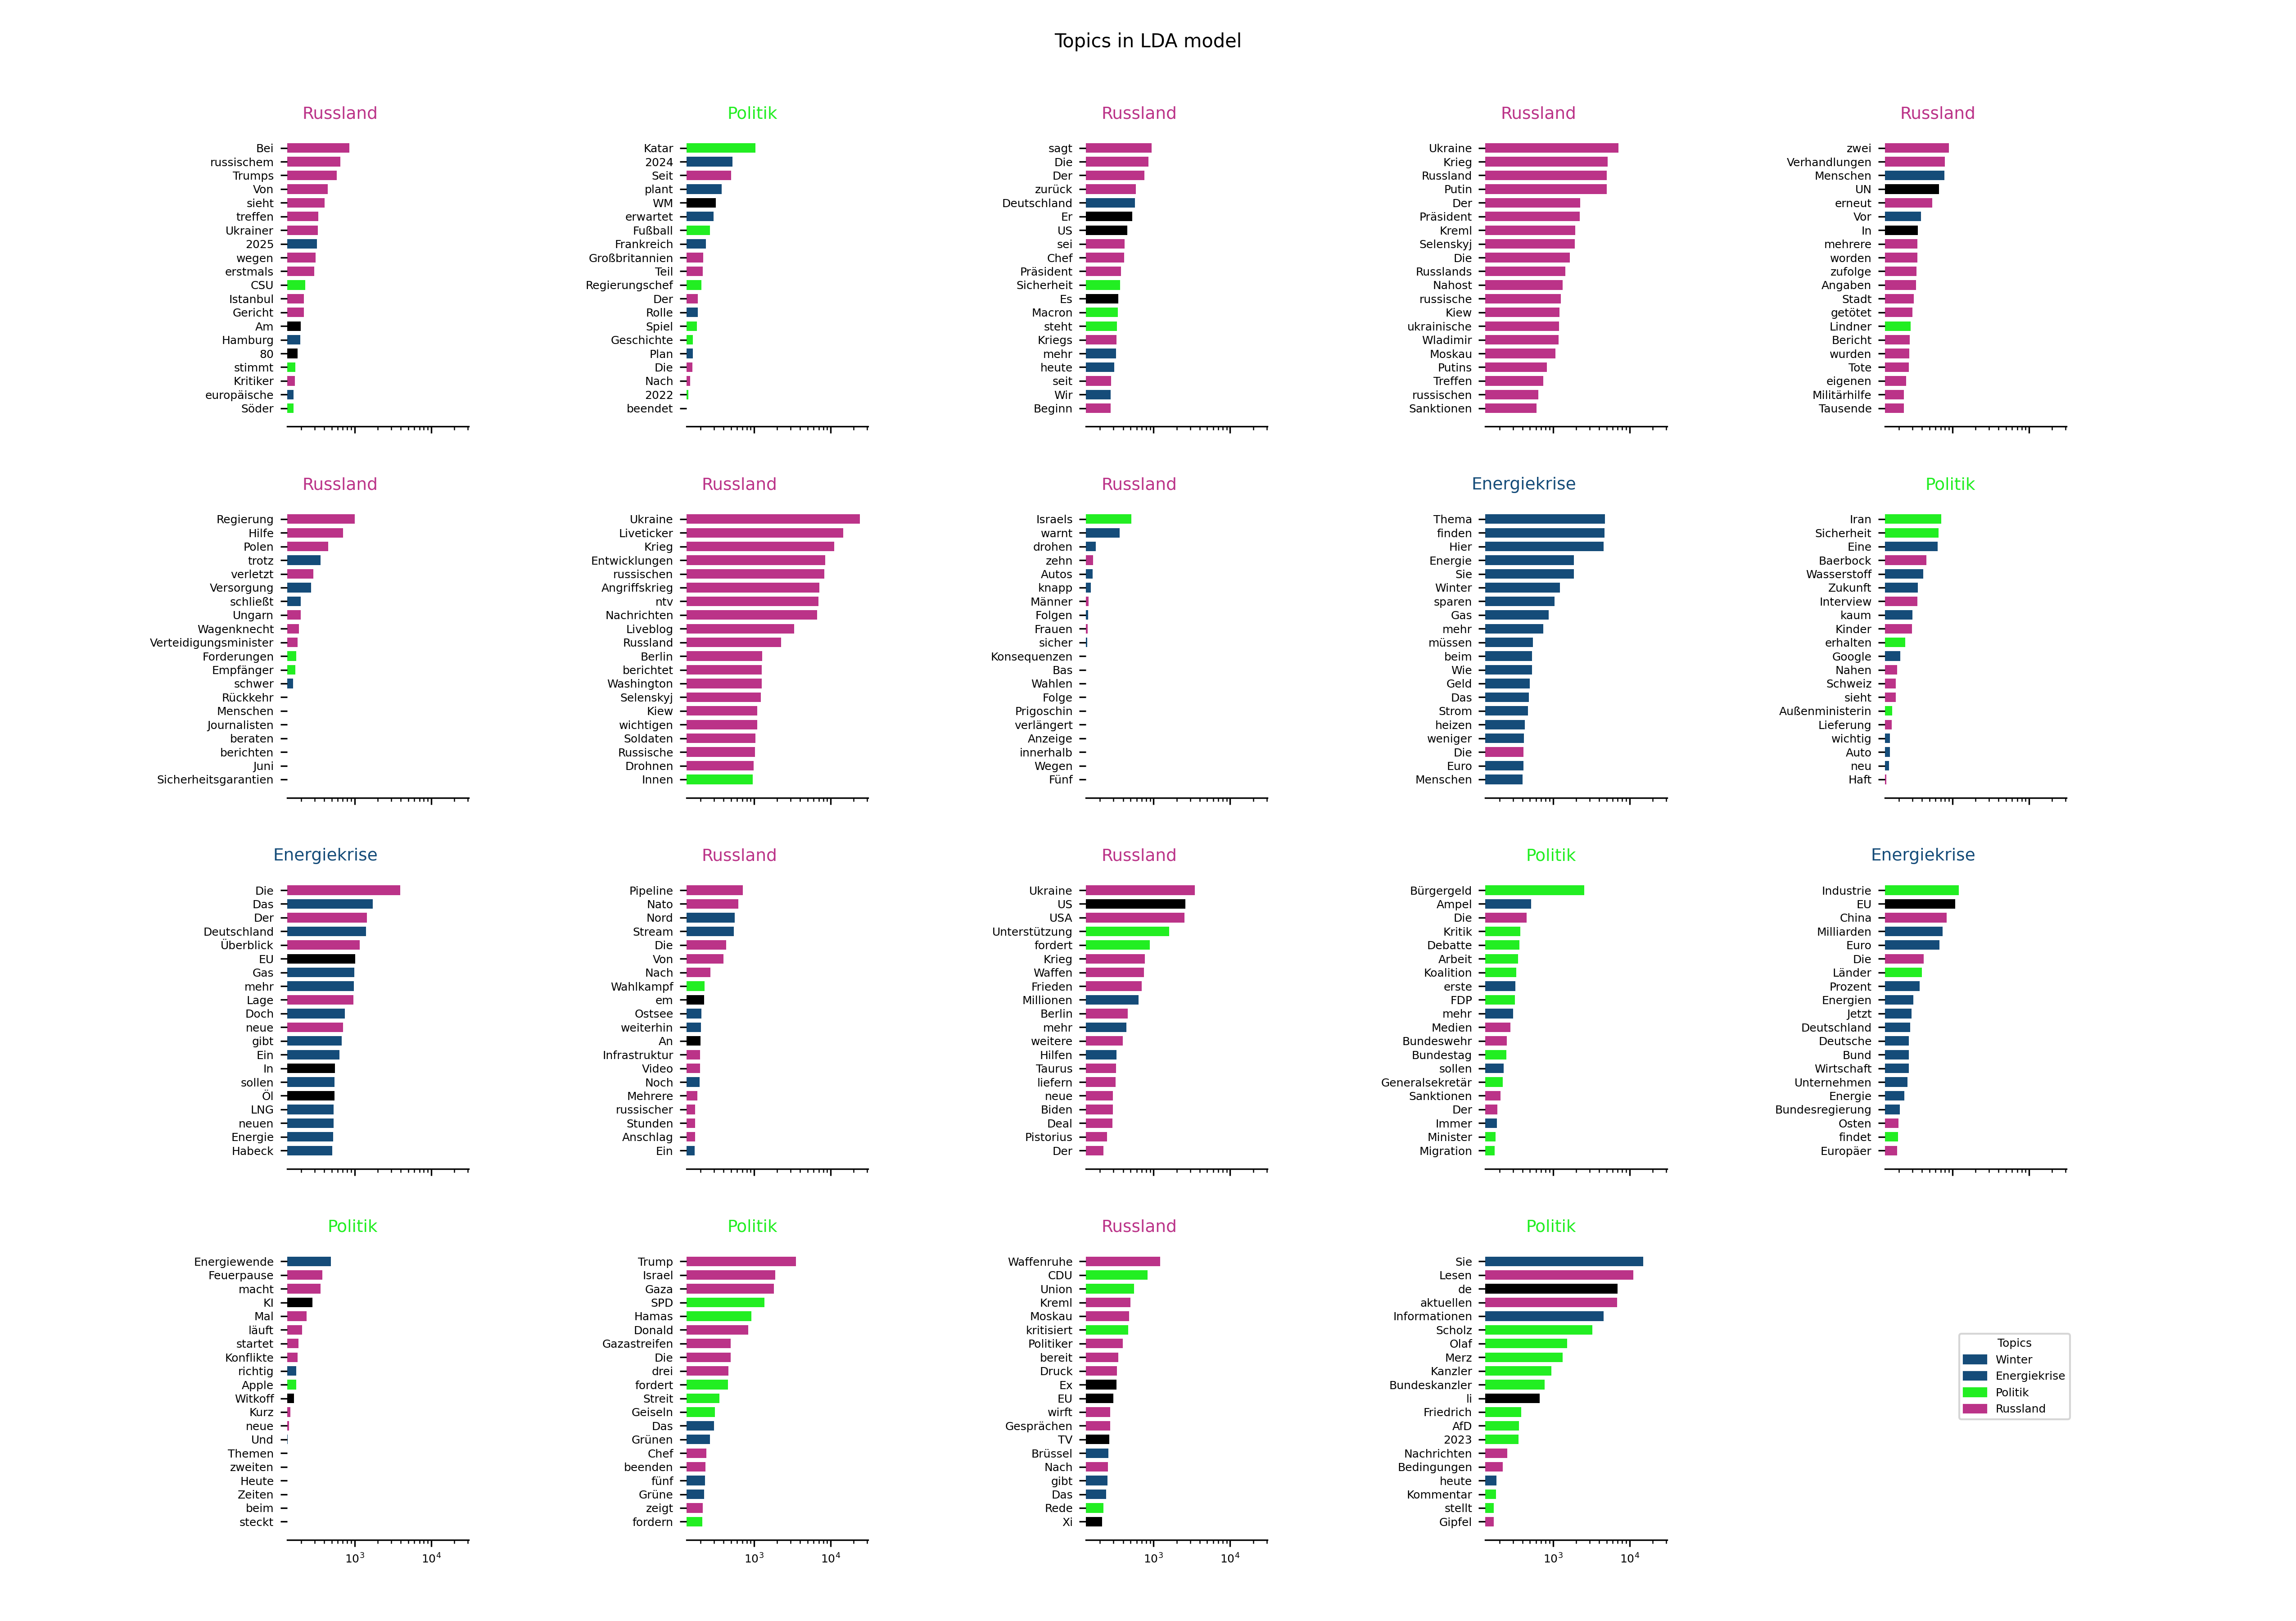 Topics in LDA model
Russland
Bei
russischem
Trumps
Von
sieht
treffen
Ukrainer
2025
wegen
erstmals
CSU
Istanbul
Gericht
Am
Hamburg
80
stimmt
Kritiker
europäische
Söder
Politik
Katar
2024
Seit
plant
WM
erwartet
Fußball
Frankreich
Großbritannien
Teil
Regierungschef
Der
Rolle
Spiel
Geschichte
Plan
Die
Nach
2022
beendet
Russland
sagt
Die
Der
zurück
Deutschland
Er
US
sei
Chef
Präsident
Sicherheit
Es
Macron
steht
Kriegs
mehr
heute
seit
Wir
Beginn
Russland
Ukraine
Krieg
Russland
Putin
Der
Präsident
Kreml
Selenskyj
Die
Russlands
Nahost
russische
Kiew
ukrainische
Wladimir
Moskau
Putins
Treffen
russischen
Sanktionen
Russland
zwei
Verhandlungen
Menschen
UN
erneut
Vor
In
mehrere
worden
zufolge
Angaben
Stadt
getötet
Lindner
Bericht
wurden
Tote
eigenen
Militärhilfe
Tausende
Russland
Regierung
Hilfe
Polen
trotz
verletzt
Versorgung
schließt
Ungarn
Wagenknecht
Verteidigungsminister
Forderungen
Empfänger
schwer
Rückkehr
Menschen
Journalisten
beraten
berichten
Juni
Sicherheitsgarantien
Russland
Ukraine
Liveticker
Krieg
Entwicklungen
russischen
Angriffskrieg
ntv
Nachrichten
Liveblog
Russland
Berlin
berichtet
Washington
Selenskyj
Kiew
wichtigen
Soldaten
Russische
Drohnen
Innen
Russland
Israels
warnt
drohen
zehn
Autos
knapp
Männer
Folgen
Frauen
sicher
Konsequenzen
Bas
Wahlen
Folge
Prigoschin
verlängert
Anzeige
innerhalb
Wegen
Fünf
Energiekrise
Thema
finden
Hier
Energie
Sie
Winter
sparen
Gas
mehr
müssen
beim
Wie
Geld
Das
Strom
heizen
weniger
Die
Euro
Menschen
Politik
Iran
Sicherheit
Eine
Baerbock
Wasserstoff
Zukunft
Interview
kaum
Kinder
erhalten
Google
Nahen
Schweiz
sieht
Außenministerin
Lieferung
wichtig
Auto
neu
Haft
Energiekrise
Die
Das
Der
Deutschland
Überblick
EU
Gas
mehr
Lage
Doch
neue
gibt
Ein
In
sollen
Öl
LNG
neuen
Energie
Habeck
Russland
Pipeline
Nato
Nord
Stream
Die
Von
Nach
Wahlkampf
em
Ostsee
weiterhin
An
Infrastruktur
Video
Noch
Mehrere
russischer
Stunden
Anschlag
Ein
Russland
Ukraine
US
USA
Unterstützung
fordert
Krieg
Waffen
Frieden
Millionen
Berlin
mehr
weitere
Hilfen
Taurus
liefern
neue
Biden
Deal
Pistorius
Der
Politik
Bürgergeld
Ampel
Die
Kritik
Debatte
Arbeit
Koalition
erste
FDP
mehr
Medien
Bundeswehr
Bundestag
sollen
Generalsekretär
Sanktionen
Der
Immer
Minister
Migration
Energiekrise
Industrie
EU
China
Milliarden
Euro
Die
Länder
Prozent
Energien
Jetzt
Deutschland
Deutsche
Bund
Wirtschaft
Unternehmen
Energie
Bundesregierung
Osten
findet
Europäer
Politik
Energiewende
Feuerpause
macht
KI
Mal
läuft
startet
Konflikte
richtig
Apple
Witkoff
Kurz
neue
Und
Themen
zweiten
Heute
Zeiten
beim
steckt
10³ 10⁴
Politik
Trump
Israel
Gaza
SPD
Hamas
Donald
Gazastreifen
Die
drei
fordert
Streit
Geiseln
Das
Grünen
Chef
beenden
fünf
Grüne
zeigt
fordern
10³ 10⁴
Russland
Waffenruhe
CDU
Union
Kreml
Moskau
kritisiert
Politiker
bereit
Druck
Ex
EU
wirft
Gesprächen
TV
Brüssel
Nach
gibt
Das
Rede
Xi
10³ 10⁴
Politik
Sie
Lesen
de
aktuellen
Informationen
Scholz
Olaf
Merz
Kanzler
Bundeskanzler
li
Friedrich
AfD
2023
Nachrichten
Bedingungen
heute
Kommentar
stellt
Gipfel
10³ 10⁴
Topics
Winter
Energiekrise
Politik
Russland